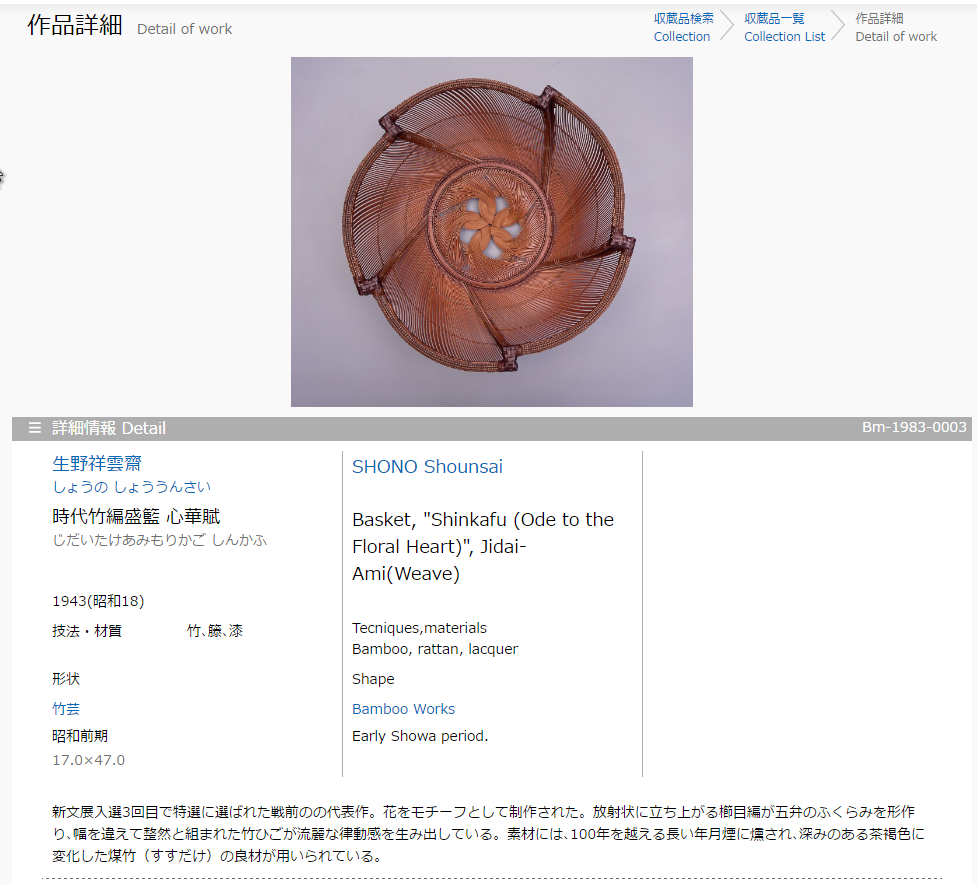 作品詳細 Detail of work
収蔵品検索 収蔵品一覧 作品詳細
Collection Collection List Detail of work
☰ 詳細情報 Detail Bm-1983-0003
生野祥雲齋
しょうの しょううんさい
時代竹編盛籃 心華賦
じだいたけあみもりかご しんかふ
1943(昭和18)
技法・材質 竹､籐､漆
形状
竹芸
昭和前期
17.0×47.0
SHONO Shounsai
Basket, "Shinkafu (Ode to the
Floral Heart)", Jidai-
Ami(Weave)
Tecniques,materials
Bamboo, rattan, lacquer
Shape
Bamboo Works
Early Showa period.
新文展入選3回目で特選に選ばれた戦前のの代表作。花をモチーフとして制作された。放射状に立ち上がる櫛目編が五弁のふくらみを形作
り､幅を違えて整然と組まれた竹ひごが流麗な律動感を生み出している。素材には､100年を越える長い年月煙に燻され､深みのある茶褐色に
変化した煤竹（すすだけ）の良材が用いられている。